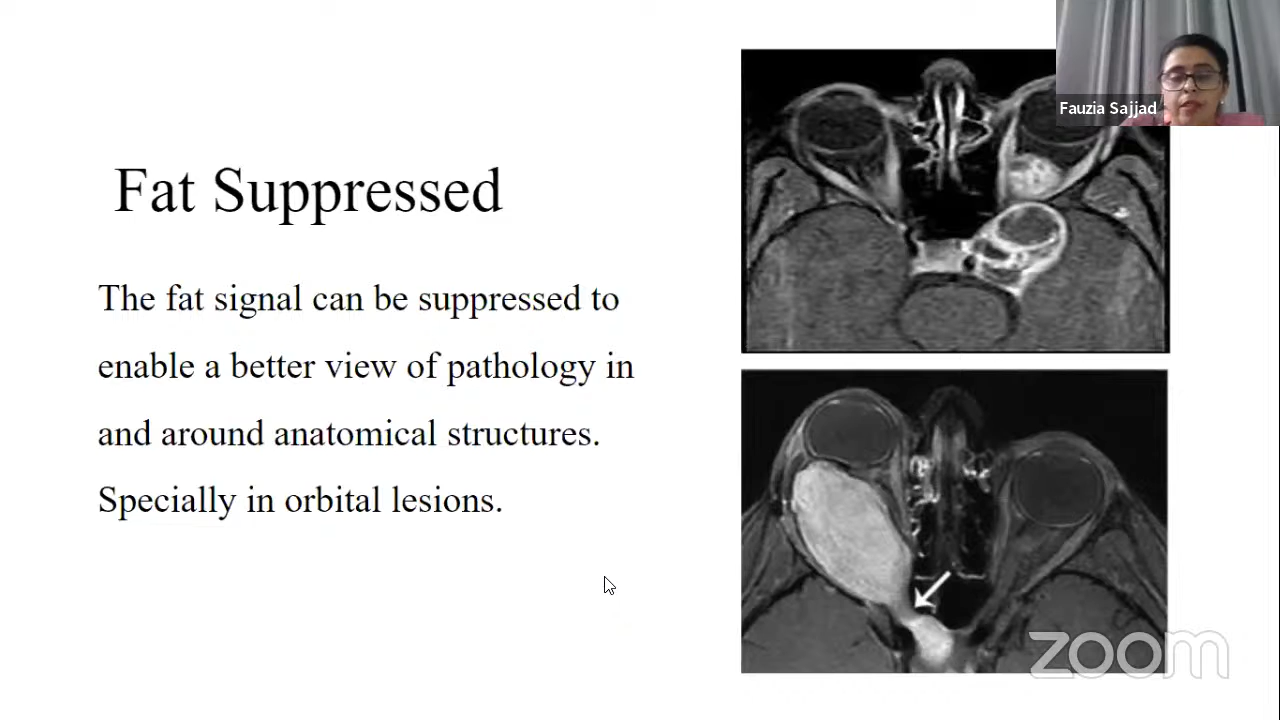 Fauzia Sajjad
Fat Suppressed
The fat signal can be suppressed to
enable a better view of pathology in
and around anatomical structures.
Specially in orbital lesions.
zoom